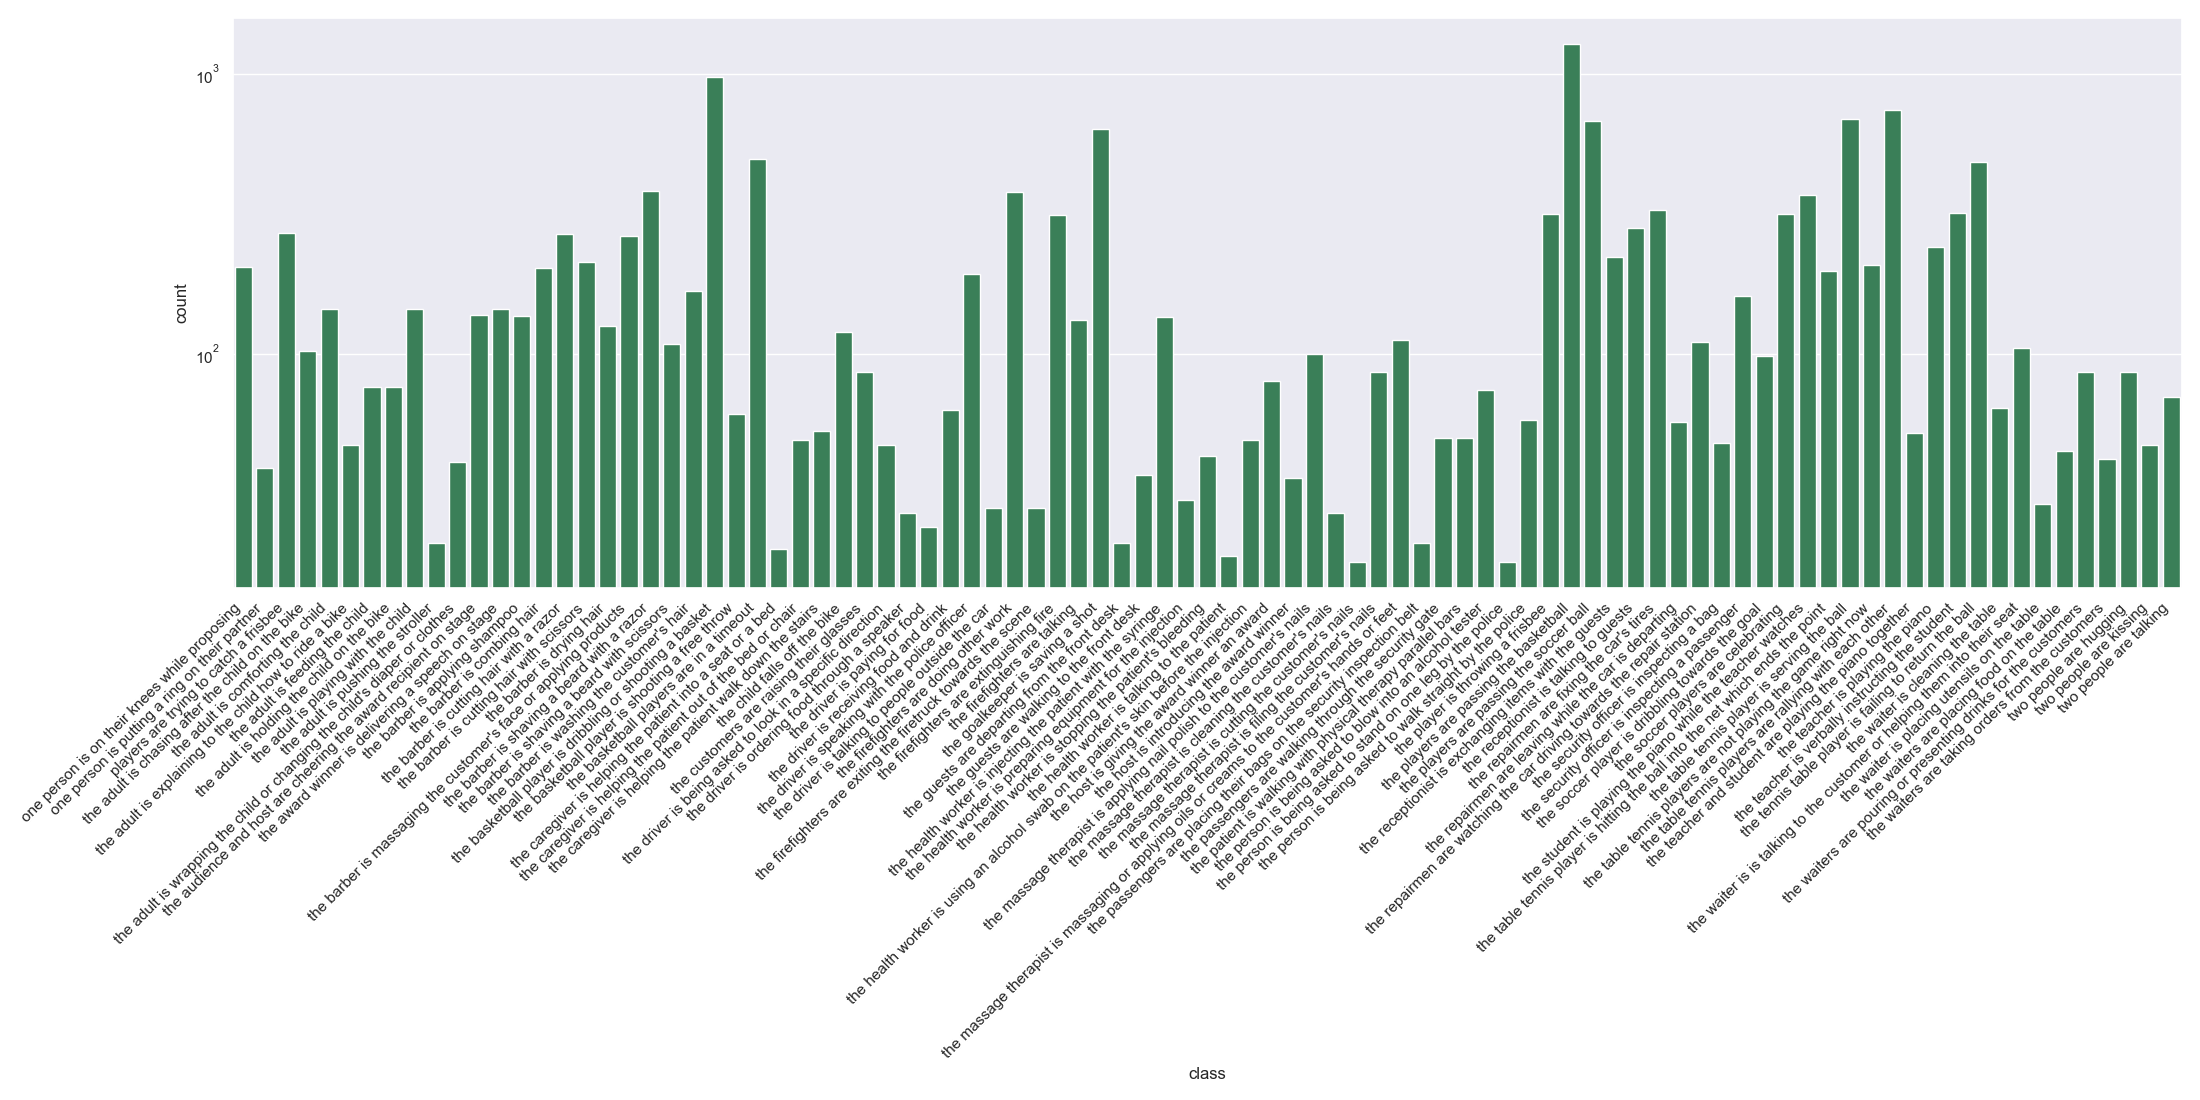 10³
10²
count
one person is on their knees while proposing
one person is putting a ring on their partner
players are trying to catch a frisbee
the adult is chasing after the child on the bike
the adult is comforting the child
the adult is explaining to the child how to ride a bike
the adult is feeding the child
the adult is holding the child on the bike
the adult is playing with the child
the adult is pushing the stroller
the adult is wrapping the child or changing the child's diaper or clothes
the audience and host are cheering the award recipient on stage
the award winner is delivering a speech on stage
the barber is applying shampoo
the barber is combing hair
the barber is cutting hair with a razor
the barber is cutting hair with scissors
the barber is drying hair
the barber is massaging the customer's face or applying products
the barber is shaving a beard with a razor
the barber is shaving a beard with scissors
the barber is washing the customer's hair
the basketball player is dribbling or shooting a basket
the basketball player is shooting a free throw
the basketball players are in a timeout
the caregiver is helping the patient into a seat or a bed
the caregiver is helping the patient out of the bed or chair
the caregiver is helping the patient walk down the stairs
the child falls off the bike
the customers are raising their glasses
the driver is being asked to look in a specific direction
the driver is ordering food through a speaker
the driver is paying for food
the driver is receiving food and drink
the driver is speaking with the police officer
the driver is talking to people outside the car
the firefighters are doing other work
the firefighters are exiting the firetruck towards the scene
the firefighters are extinguishing fire
the firefighters are talking
the goalkeeper is saving a shot
the guests are departing from the front desk
the guests are walking to the front desk
the health worker is injecting the patient with the syringe
the health worker is preparing equipment for the injection
the health worker is stopping the patient's bleeding
the health worker is talking to the patient
the health worker is using an alcohol swab on the patient's skin before the injection
the host is giving the award winner an award
the host is introducing the award winner
the massage therapist is applying nail polish to the customer's nails
the massage therapist is cleaning the customer's nails
the massage therapist is cutting the customer's nails
the massage therapist is filing the customer's nails
the massage therapist is massaging or applying oils or creams to the customer's hands or feet
the passengers are placing their bags on the security inspection belt
the passengers are walking through the security gate
the patient is walking with physical therapy parallel bars
the person is being asked to blow into an alcohol tester
the person is being asked to stand on one leg by the police
the person is being asked to walk straight by the police
the player is throwing a frisbee
the players are passing the basketball
the players are passing the soccer ball
the receptionist is exchanging items with the guests
the receptionist is talking to guests
the repairmen are fixing the car's tires
the repairmen are leaving while the car is departing
the repairmen are watching the car driving towards the repair station
the security officer is inspecting a bag
the security officer is inspecting a passenger
the soccer player is dribbling towards the goal
the soccer players are celebrating
the student is playing the piano while the teacher watches
the table tennis player is hitting the ball into the net which ends the point
the table tennis player is serving the ball
the table tennis players are not playing the game right now
the table tennis players are rallying with each other
the teacher and student are playing the piano together
the teacher is playing the piano
the teacher is verbally instructing the student
the tennis table player is failing to return the ball
the waiter is cleaning the table
the waiter is is talking to the customer or helping them into their seat
the waiter is placing utensils on the table
the waiters are placing food on the table
the waiters are pouring or presenting drinks for the customers
the waiters are taking orders from the customers
two people are hugging
two people are kissing
two people are talking
class